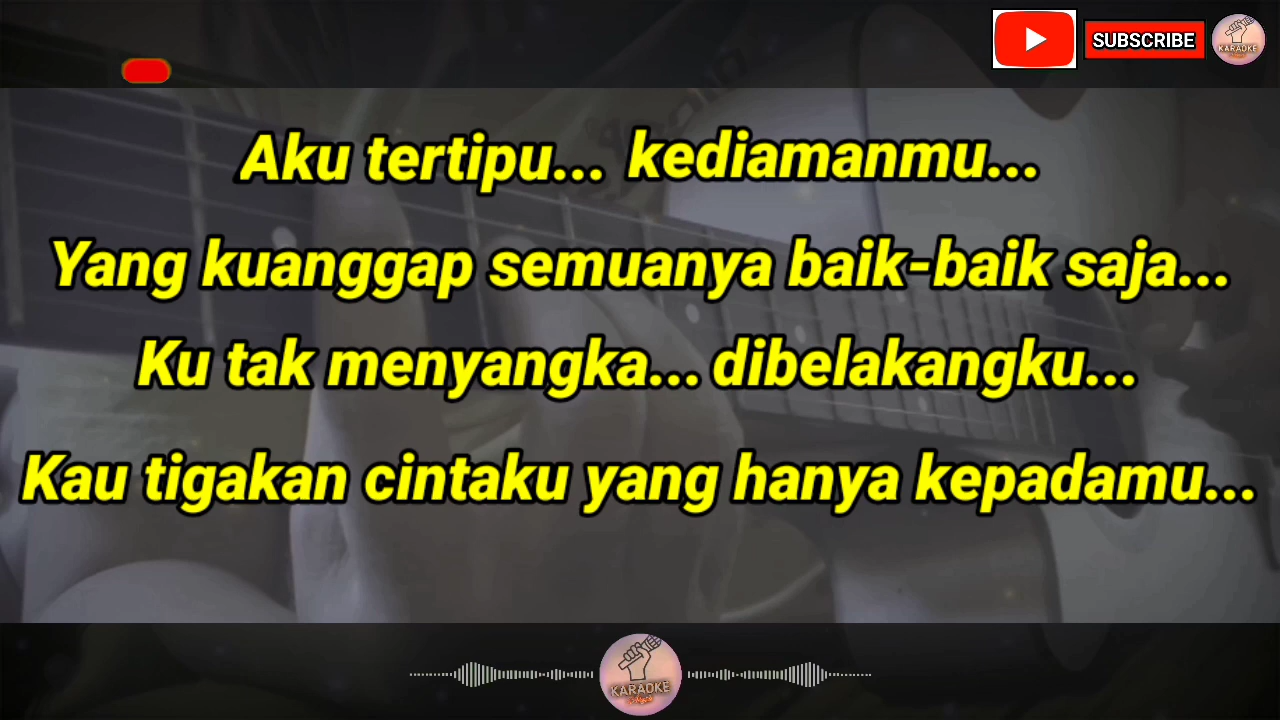 SUBSCRIBE
KARAOKE
Aku tertipu... kediamanmu...
Yang kuanggap semuanya baik-baik saja...
Ku tak menyangka... dibelakangku...
Kau tigakan cintaku yang hanya kepadamu...
KARAOKE